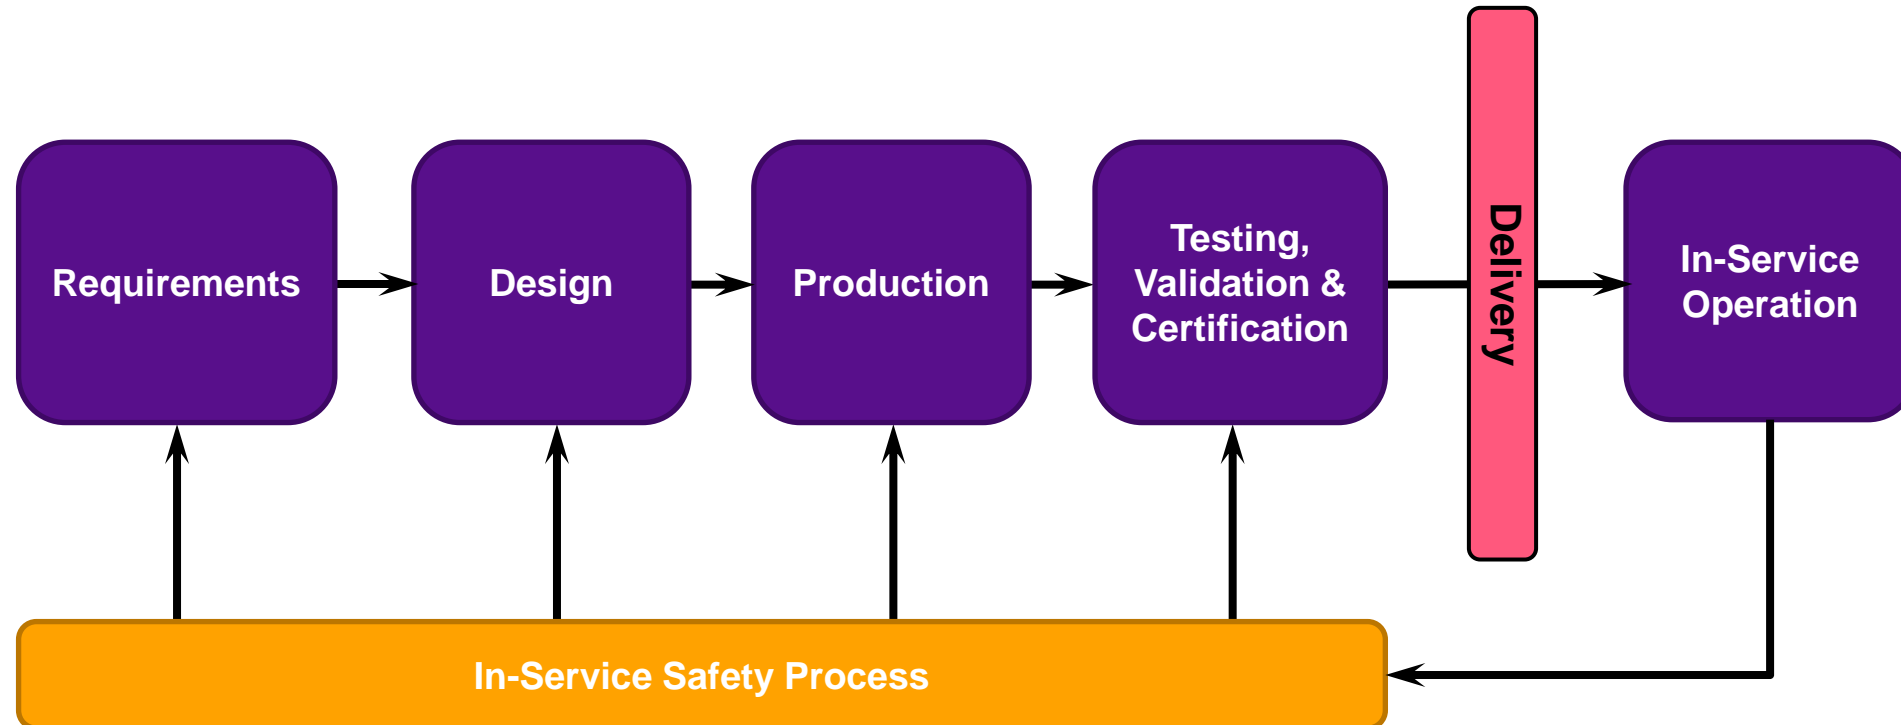 Requirements
Design
Production
Testing,
Validation &
Certification
Delivery
In-Service
Operation
In-Service Safety Process